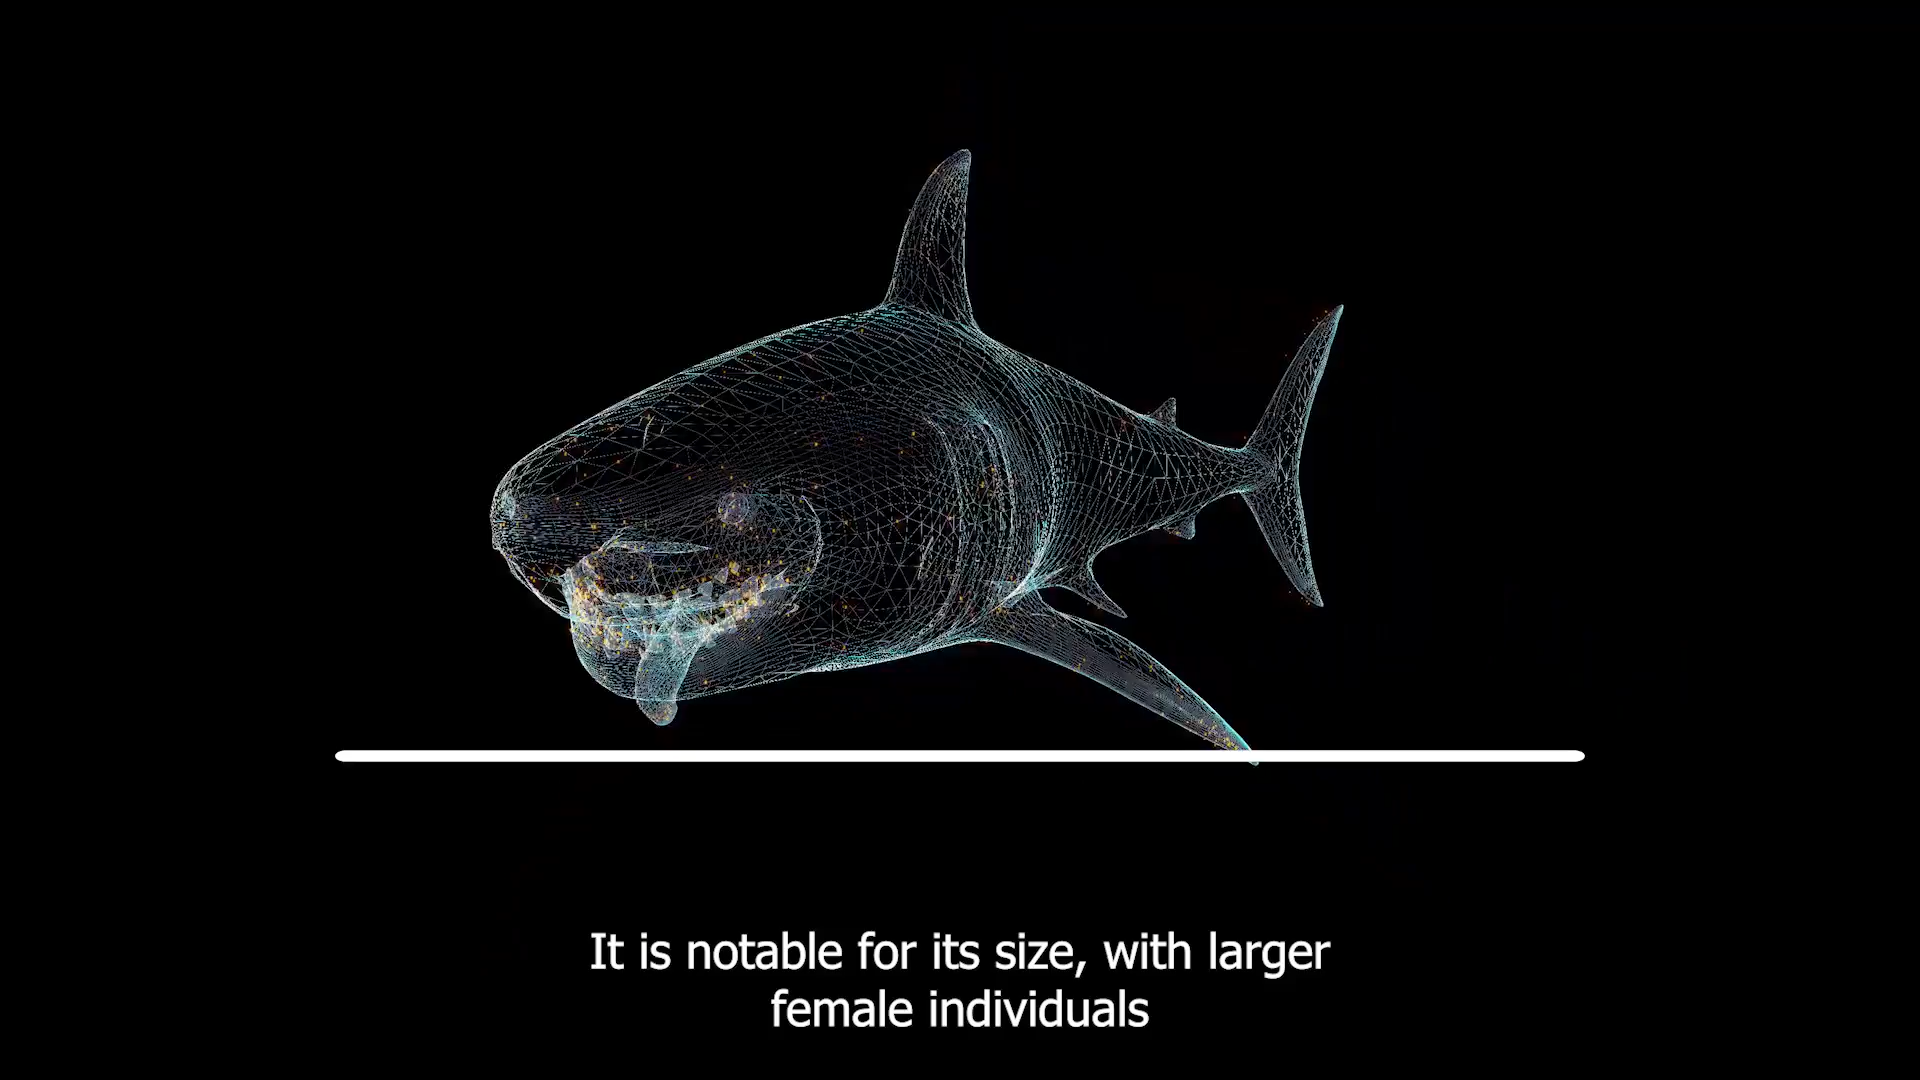 It is notable for its size, with larger
female individuals